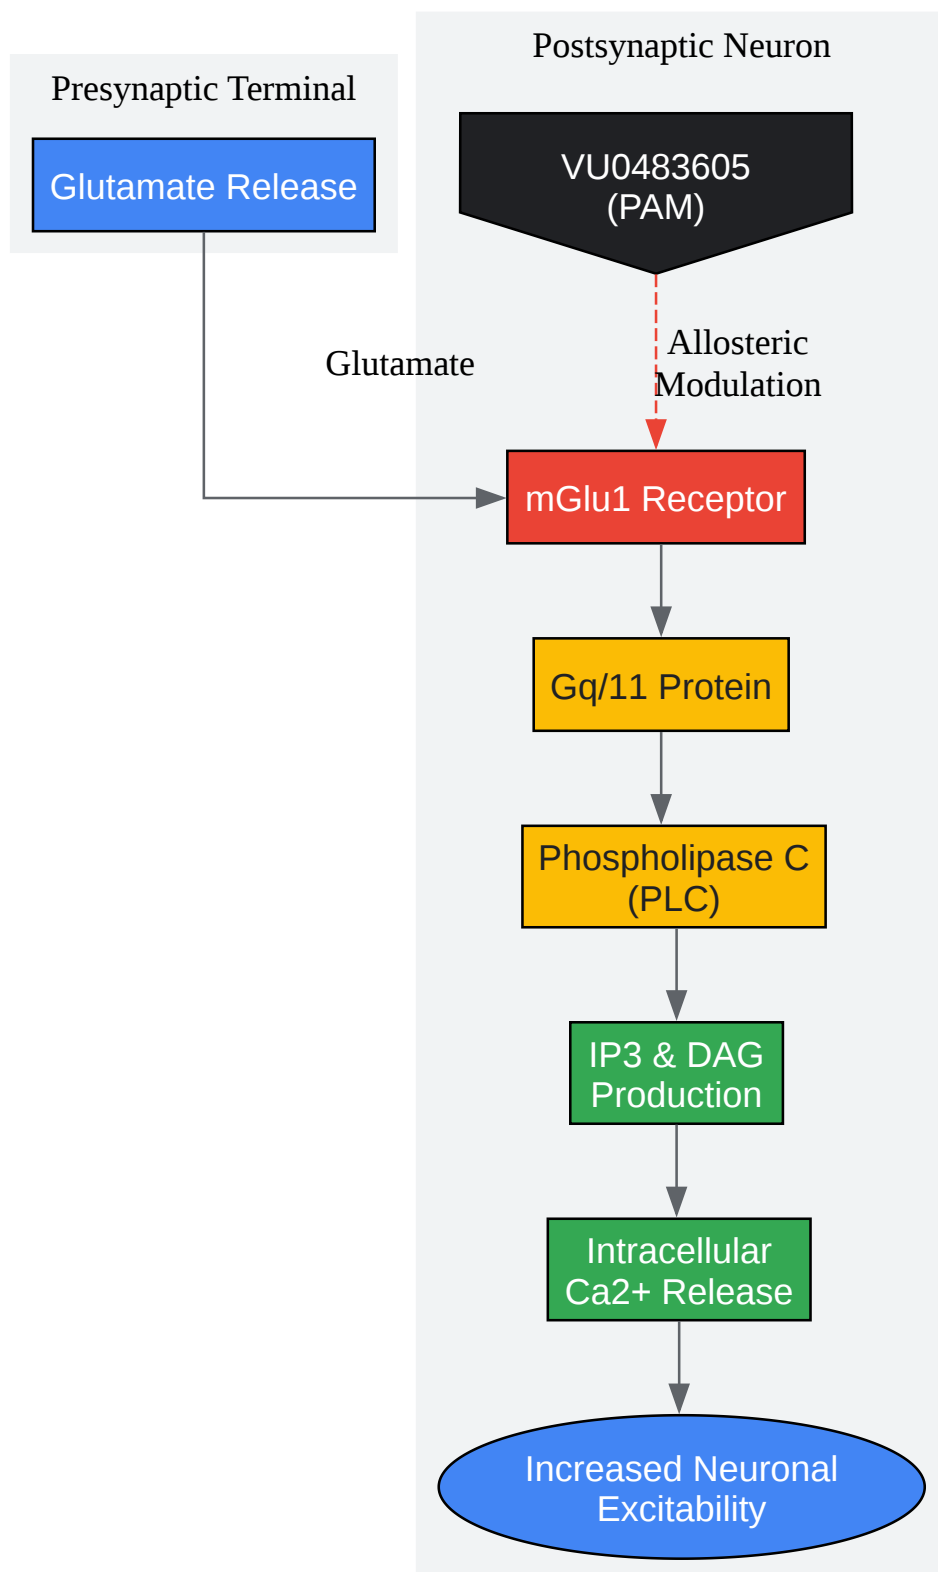 Postsynaptic Neuron
Presynaptic Terminal
Glutamate Release
VU0483605
(PAM)
Glutamate
Allosteric
Modulation
mGlu1 Receptor
Gq/11 Protein
Phospholipase C
(PLC)
IP3 & DAG
Production
Intracellular
Ca2+ Release
Increased Neuronal
Excitability